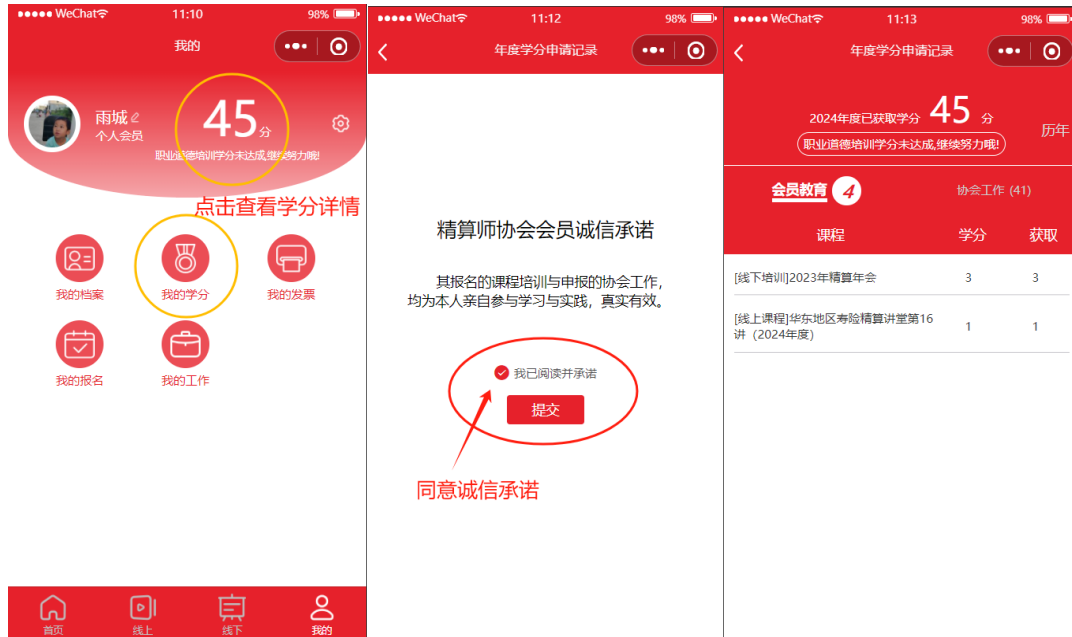 WeChat
11:10
98%
我的
雨城
个人会员
45分
职业道德培训学分未达成,继续努力哦!
点击查看学分详情
我的档案
我的学分
我的发票
我的报名
我的工作
首页
线上
线下
我的
WeChat
11:12
98%
年度学分申请记录
精算师协会会员诚信承诺
其报名的课程培训与申报的协会工作，
均为本人亲自参与学习与实践，真实有效。
我已阅读并承诺
提交
同意诚信承诺
WeChat
11:13
98%
年度学分申请记录
2024年度已获取学分 45 分
职业道德培训学分未达成,继续努力哦!
历年
会员教育 4
协会工作 (41)
课程 学分 获取
[线下培训]2023年精算年会 3 3
[线上课程]华东地区寿险精算讲堂第16
讲（2024年度） 1 1